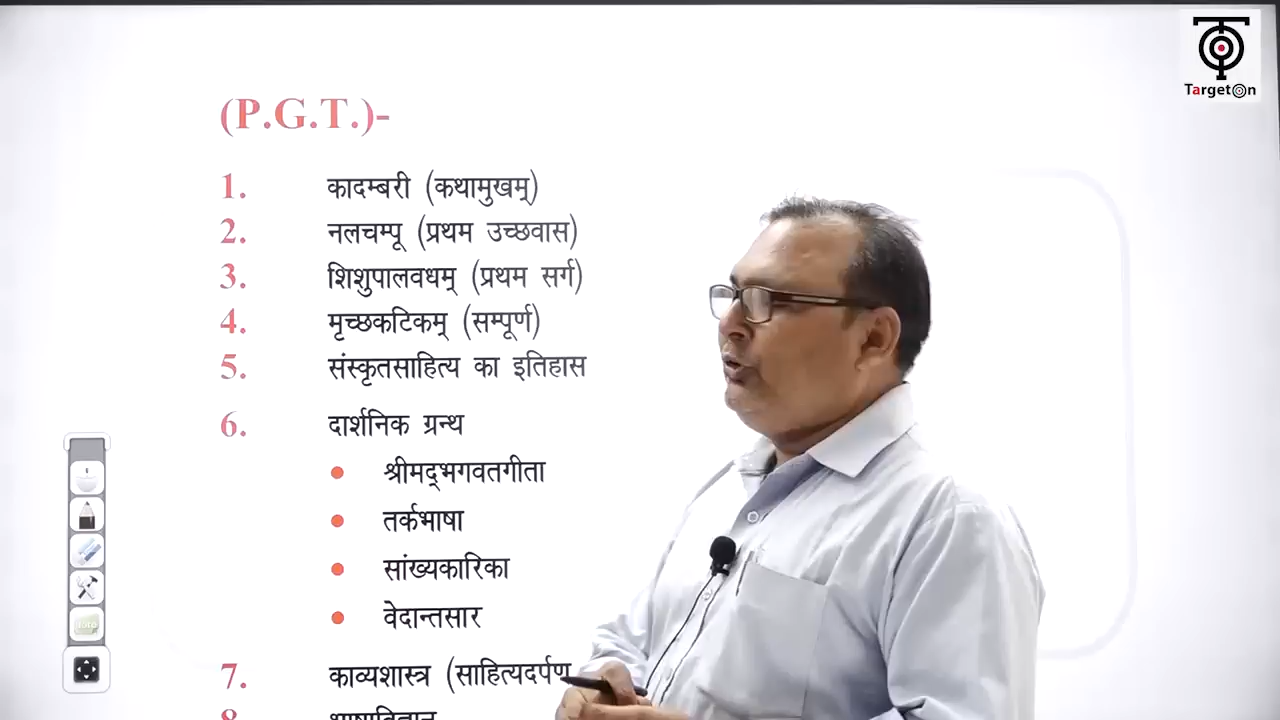 TargetOn
(P.G.T.)-
1. कादम्बरी (कथामुखम्)
2. नलचम्पू (प्रथम उच्छवास)
3. शिशुपालवधम् (प्रथम सर्ग)
4. मृच्छकटिकम् (सम्पूर्ण)
5. संस्कृतसाहित्य का इतिहास
6. दार्शनिक ग्रन्थ
• श्रीमद्भगवतगीता
• तर्कभाषा
• सांख्यकारिका
• वेदान्तसार
7. काव्यशास्त्र (साहित्यदर्पण
8. भाषाविज्ञान